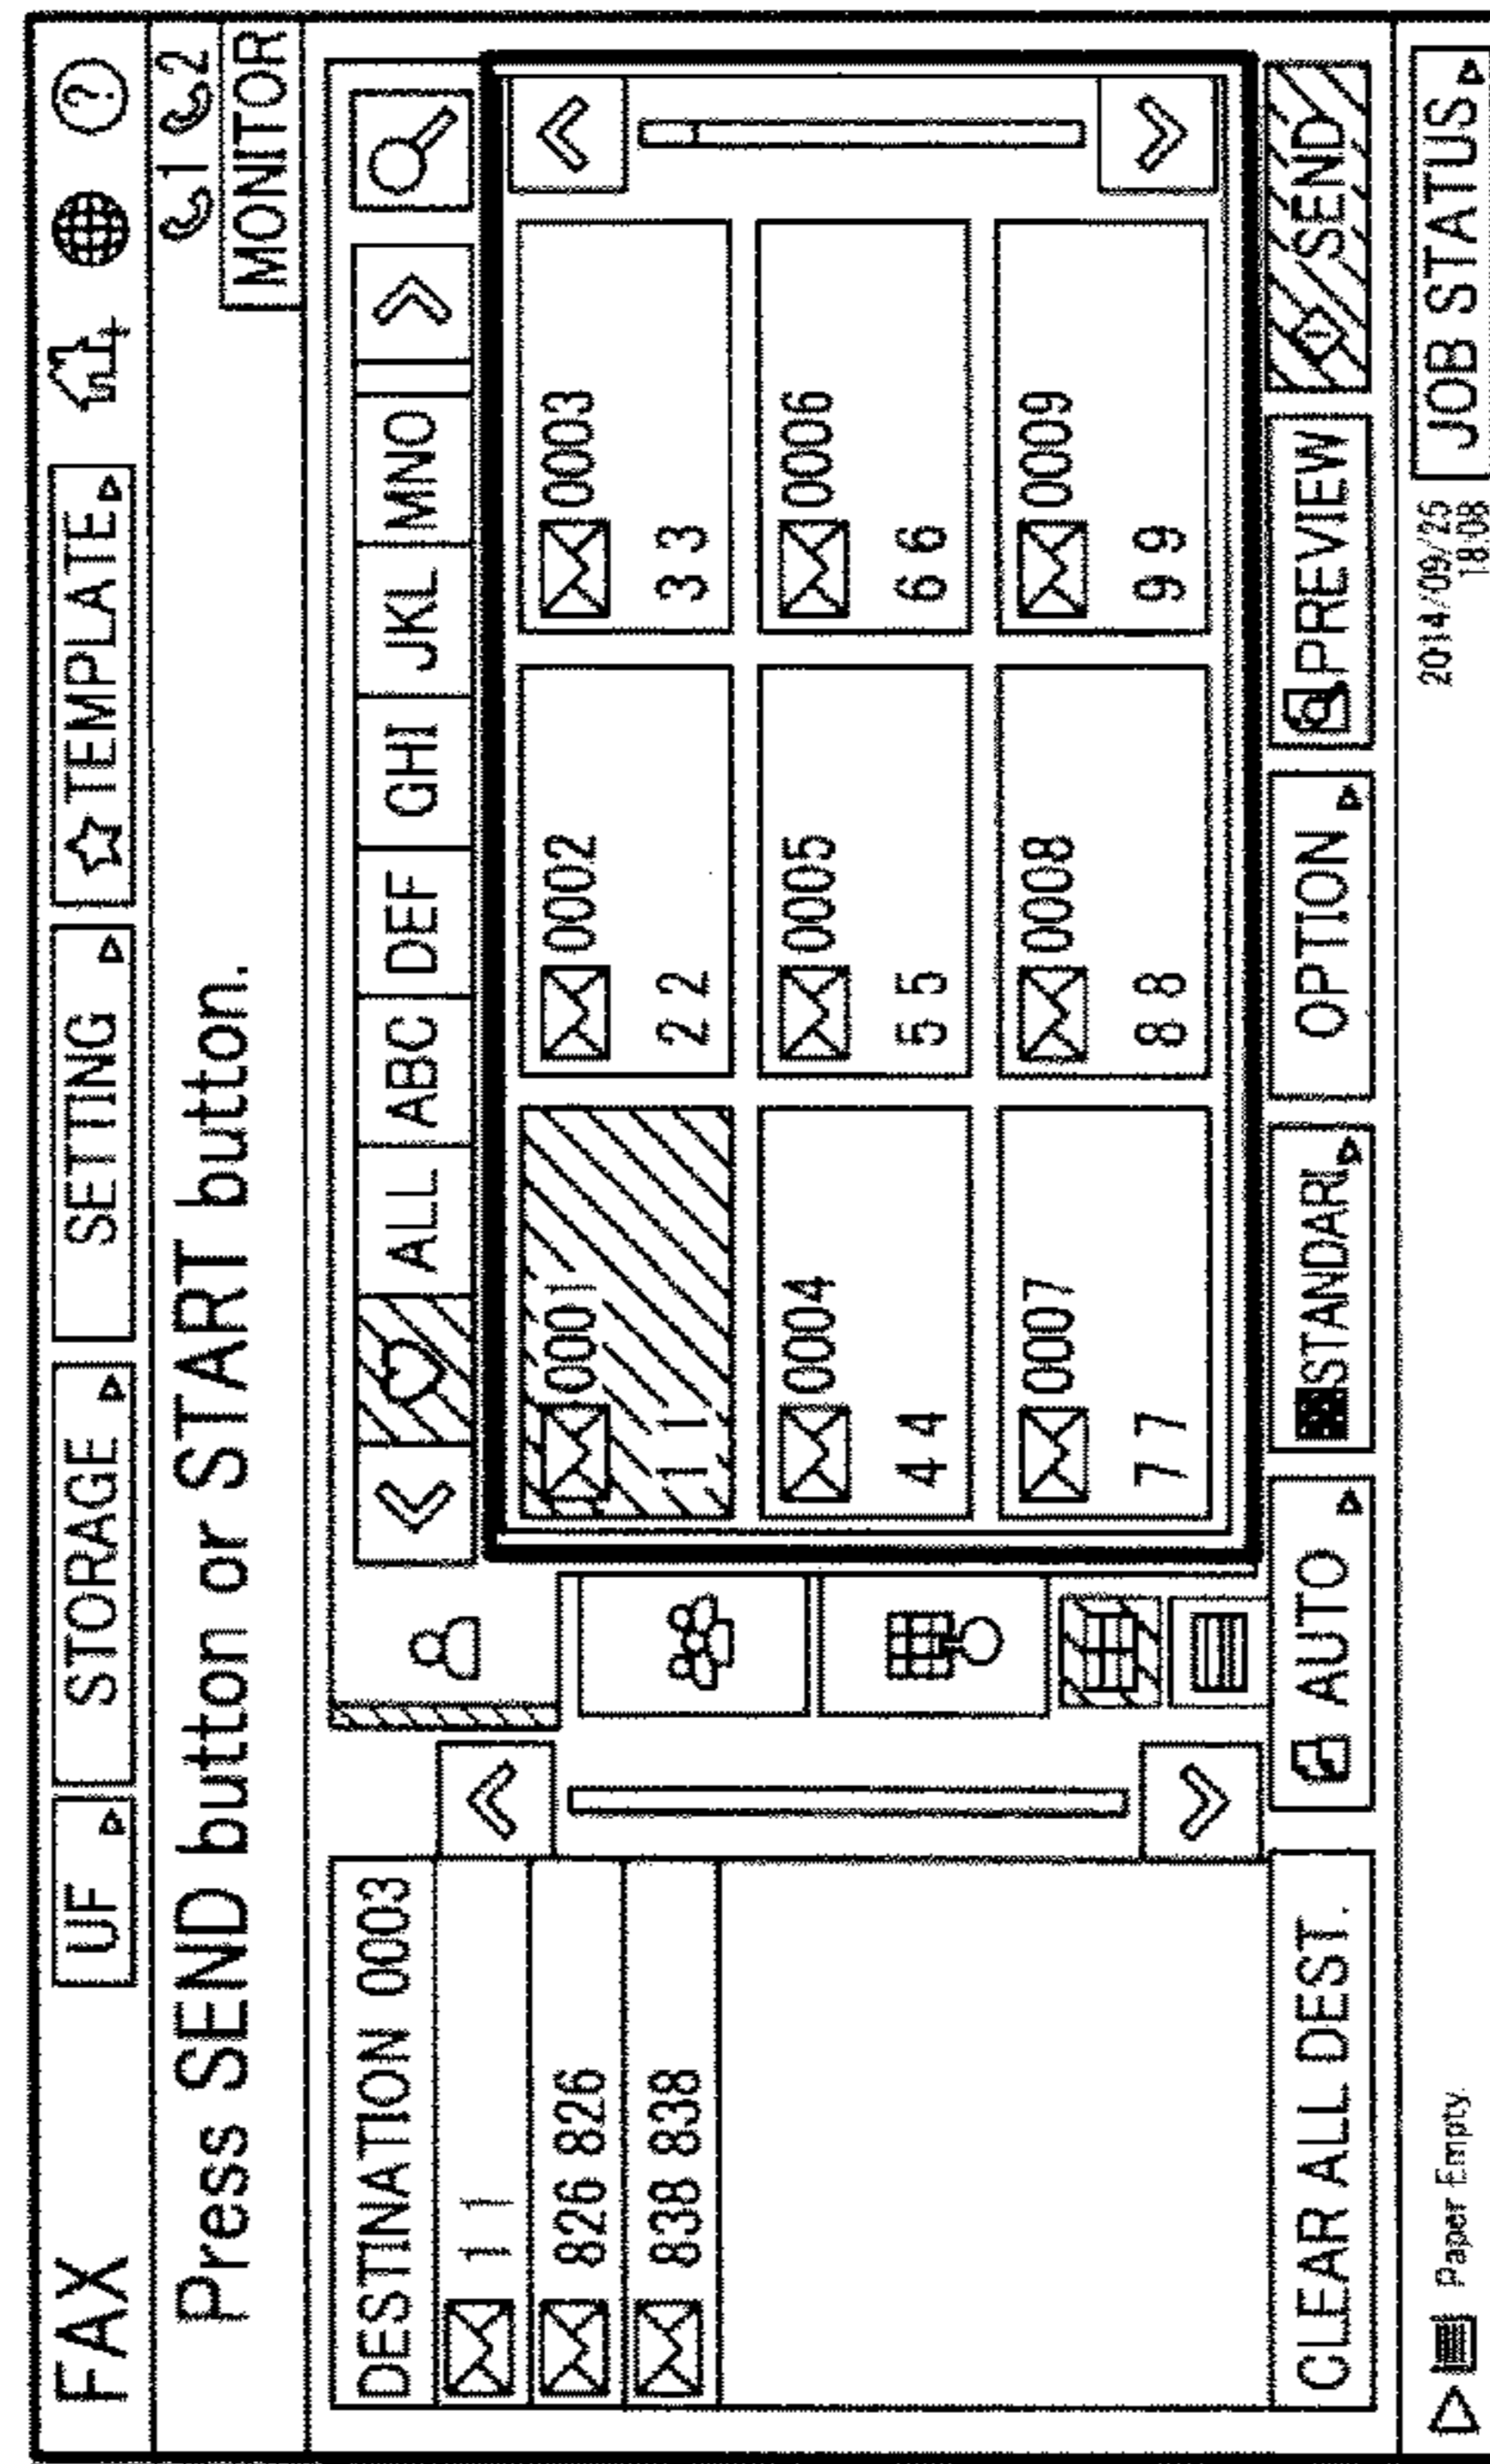 FAX UF STORAGE SETTING TEMPLATE ?
Press SEND button or START button.
1 2
MONITOR
DESTINATION 0003
1 1
826 826
838 838
CLEAR ALL DEST.
ALL ABC DEF GHI JKL MNO
0001
1 1
0002
2 2
0003
3 3
0004
4 4
0005
5 5
0006
6 6
0007
7 7
0008
8 8
0009
9 9
AUTO STANDARD OPTION PREVIEW SEND
Paper Empty.
2014/09/25
18:08
JOB STATUS